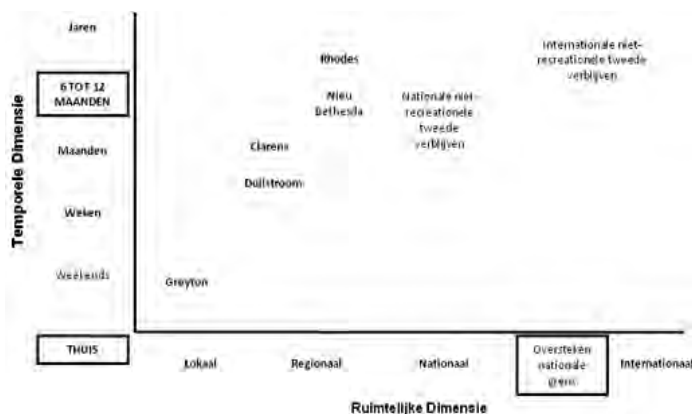 Temporele Dimensie
Jaren
6 TOT 12
MAANDEN
Maanden
Weken
Weekends
THUIS
Rhodes
Nieu
Bethesda
Clarens
Dullstroom
Greyton
Nationale niet-
recreationele
tweede
verblijven
Internationale niet-
recreationele tweede
verblijven
Lokaal
Regionaal
Nationaal
Oversteken
nationale
grens
Internationaal
Ruimtelijke Dimensie